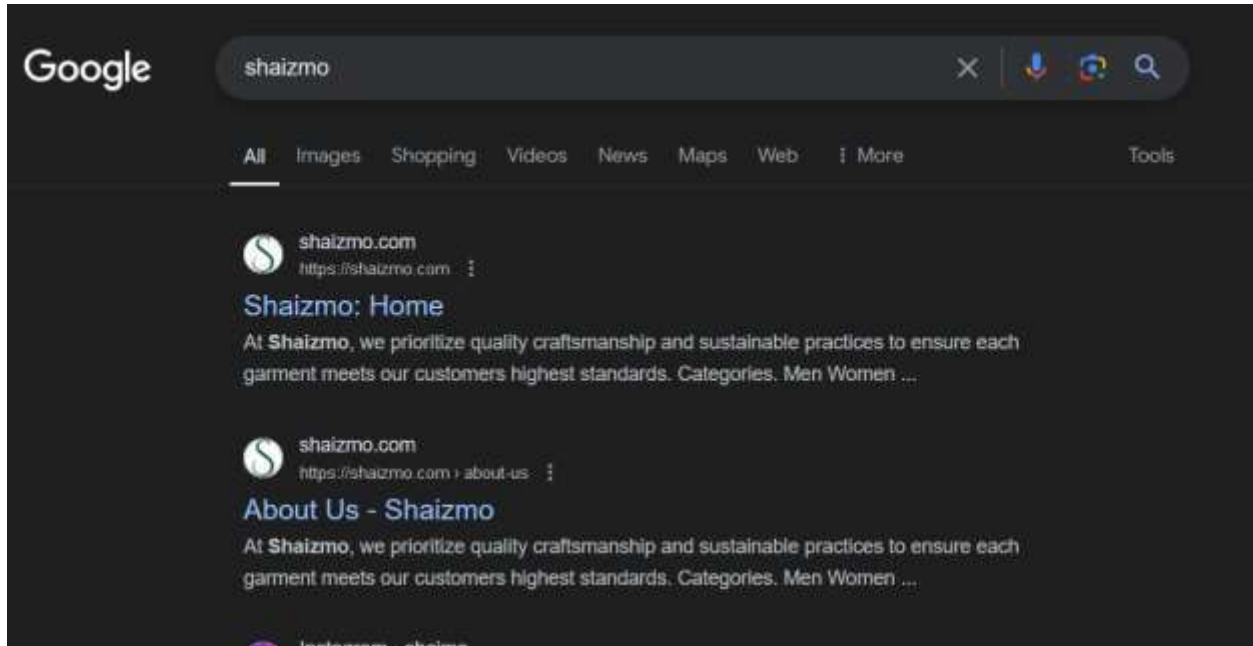 Google
shaizmo
All Images Shopping Videos News Maps Web More Tools
shaizmo.com
https://shaizmo.com
Shaizmo: Home
At Shaizmo, we prioritize quality craftsmanship and sustainable practices to ensure each
garment meets our customers highest standards. Categories. Men Women ...
shaizmo.com
https://shaizmo.com › about-us
About Us - Shaizmo
At Shaizmo, we prioritize quality craftsmanship and sustainable practices to ensure each
garment meets our customers highest standards. Categories. Men Women ...